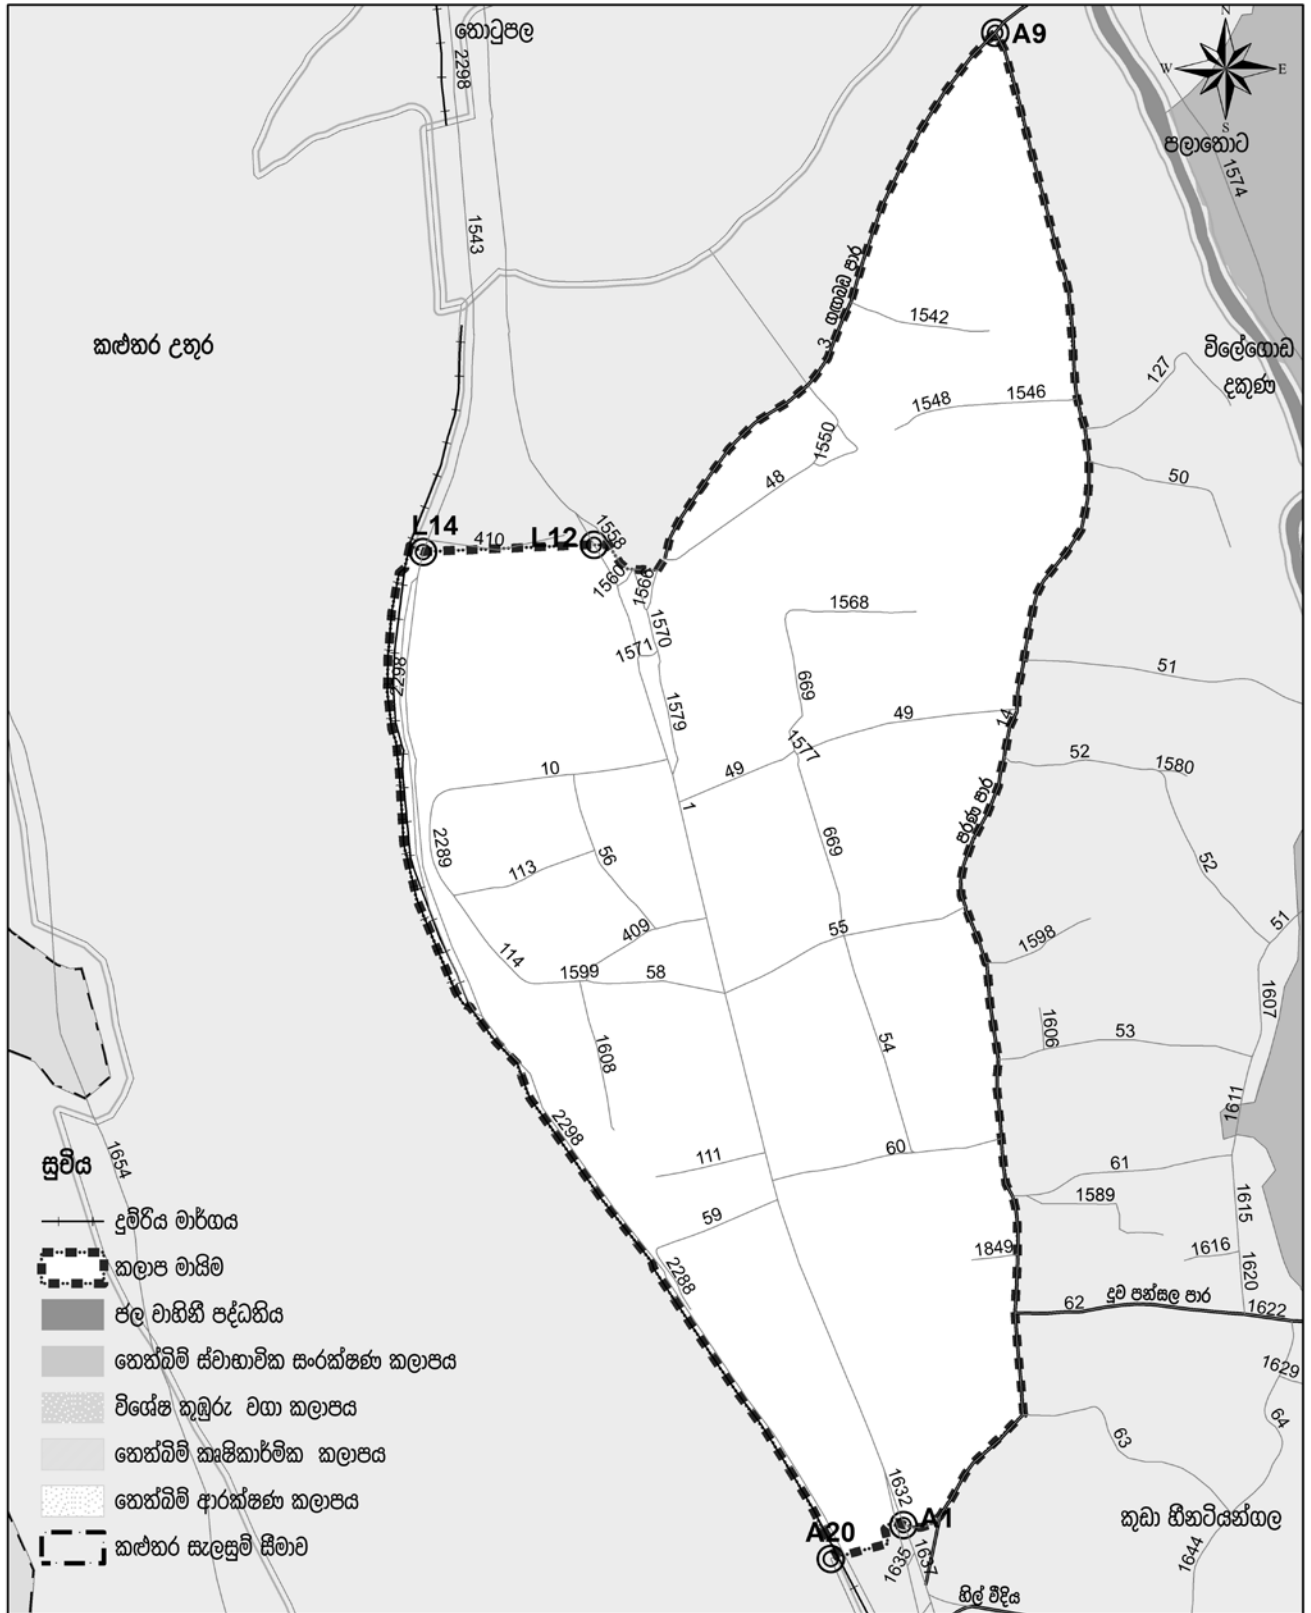 තොටුපල
2298
A9
N
W
E
S
පලාතොට
1574
1543
කළුතර උතුර
3
ගඟබඩ පාර
1542
විලේගොඩ
දකුණ
127
1548
1546
1550
48
50
L14
410
L12
1558
1560
1566
1568
1570
1571
2298
669
51
1579
49
14
1577
10
49
52
1580
1
පරණ පාර
2289
56
669
113
52
409
55
51
114
1598
1599
58
1607
1606
53
54
1608
1611
2298
1654
111
60
61
සූචිය
1589
1615
59
දුම්රිය මාර්ගය
1849
1616
කලාප මායිම
2288
1620
දූව පන්සල පාර
62
1622
ජල වාහිනී පද්ධතිය
තෙත්බිම් ස්වාභාවික සංරක්ෂණ කලාපය
1629
විශේෂ කුඹුරු වගා කලාපය
64
63
තෙත්බිම් කෘෂිකාර්මික කලාපය
තෙත්බිම් ආරක්ෂණ කලාපය
1632
A1
කුඩා හීනටියන්ගල
A20
කළුතර සැලසුම් සීමාව
1635
1637
1644
හිල් වීදිය